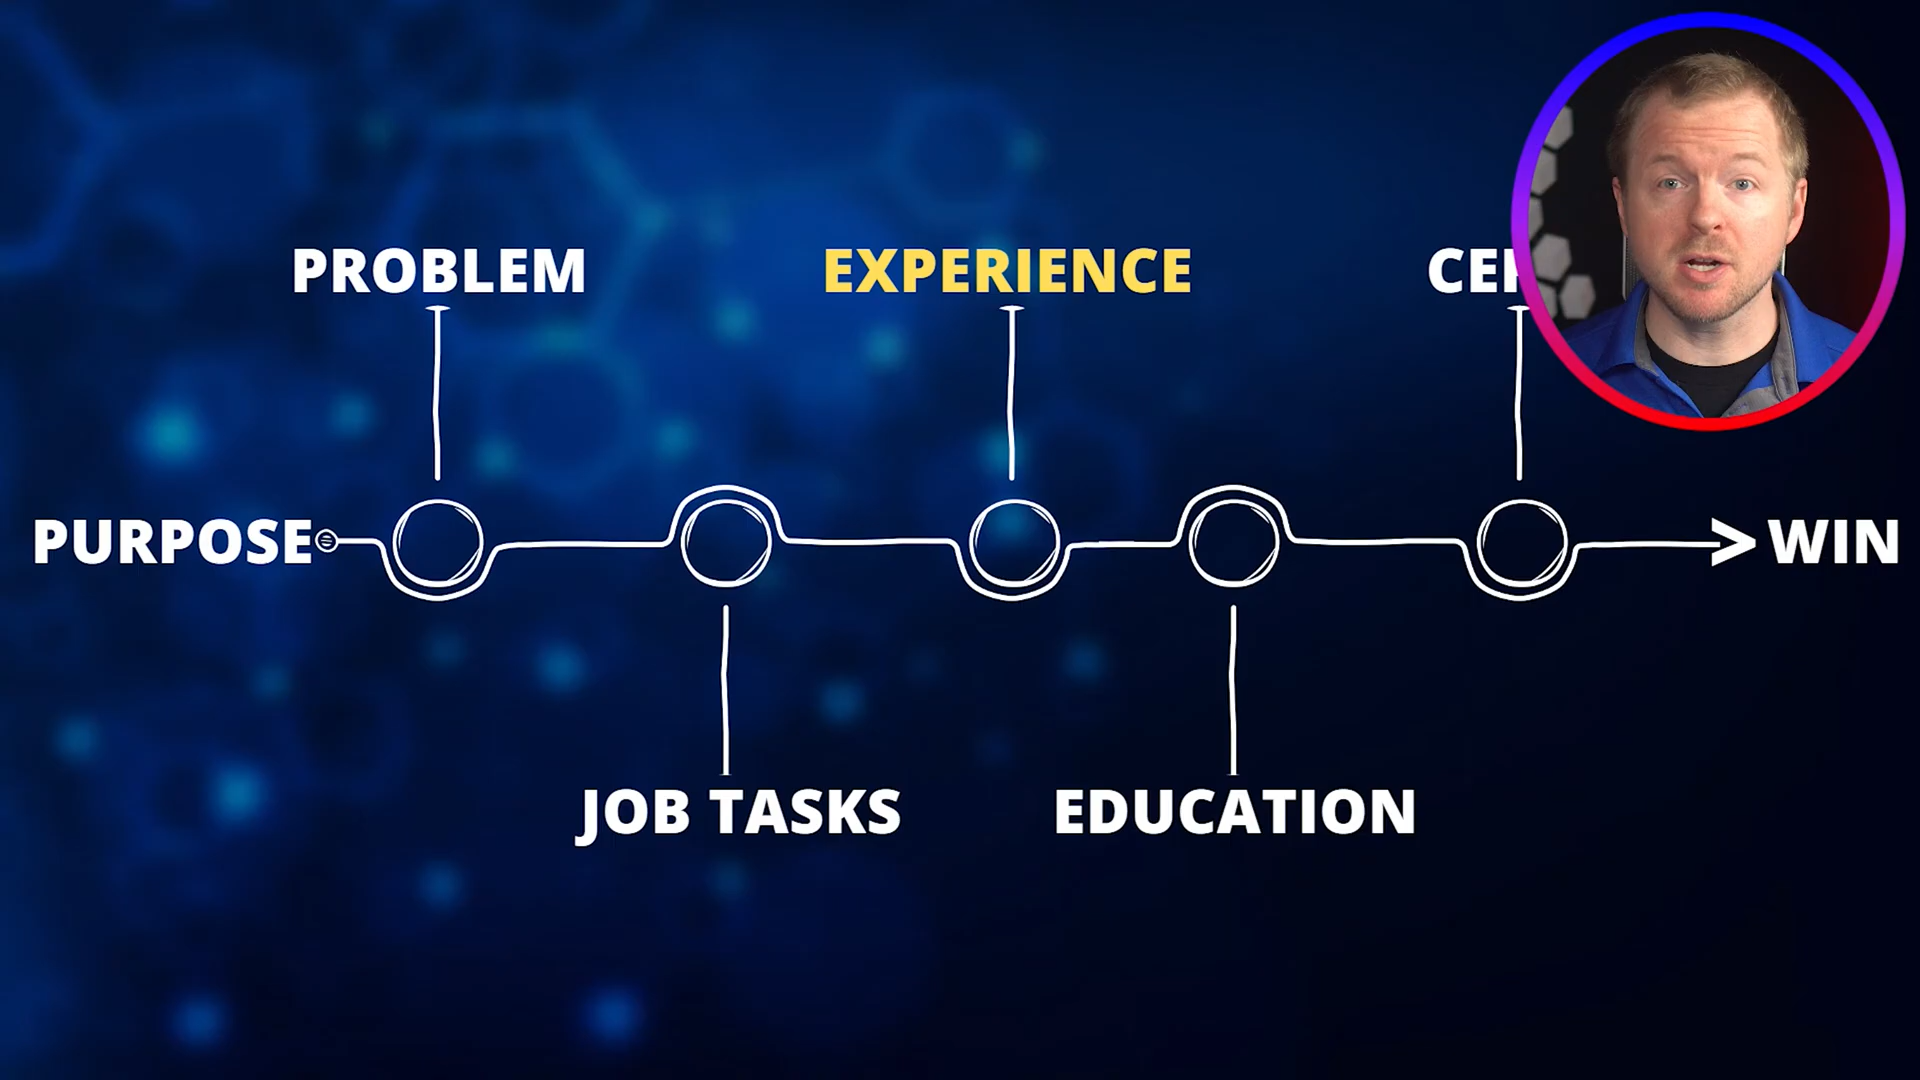 PROBLEM
EXPERIENCE
PURPOSE
> WIN
JOB TASKS
EDUCATION